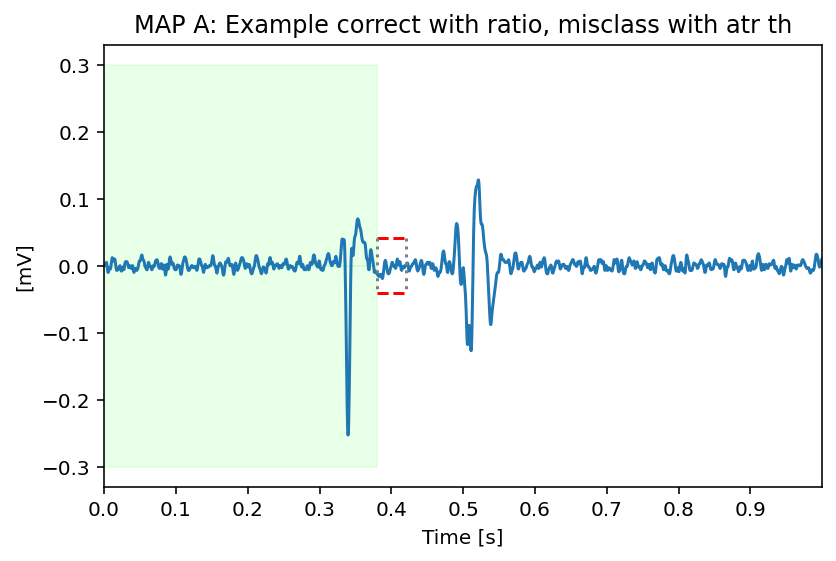 MAP A: Example correct with ratio, misclass with atr th
0.3
0.2
0.1
0.0
−0.1
−0.2
−0.3
[mV]
0.0 0.1 0.2 0.3 0.4 0.5 0.6 0.7 0.8 0.9
Time [s]